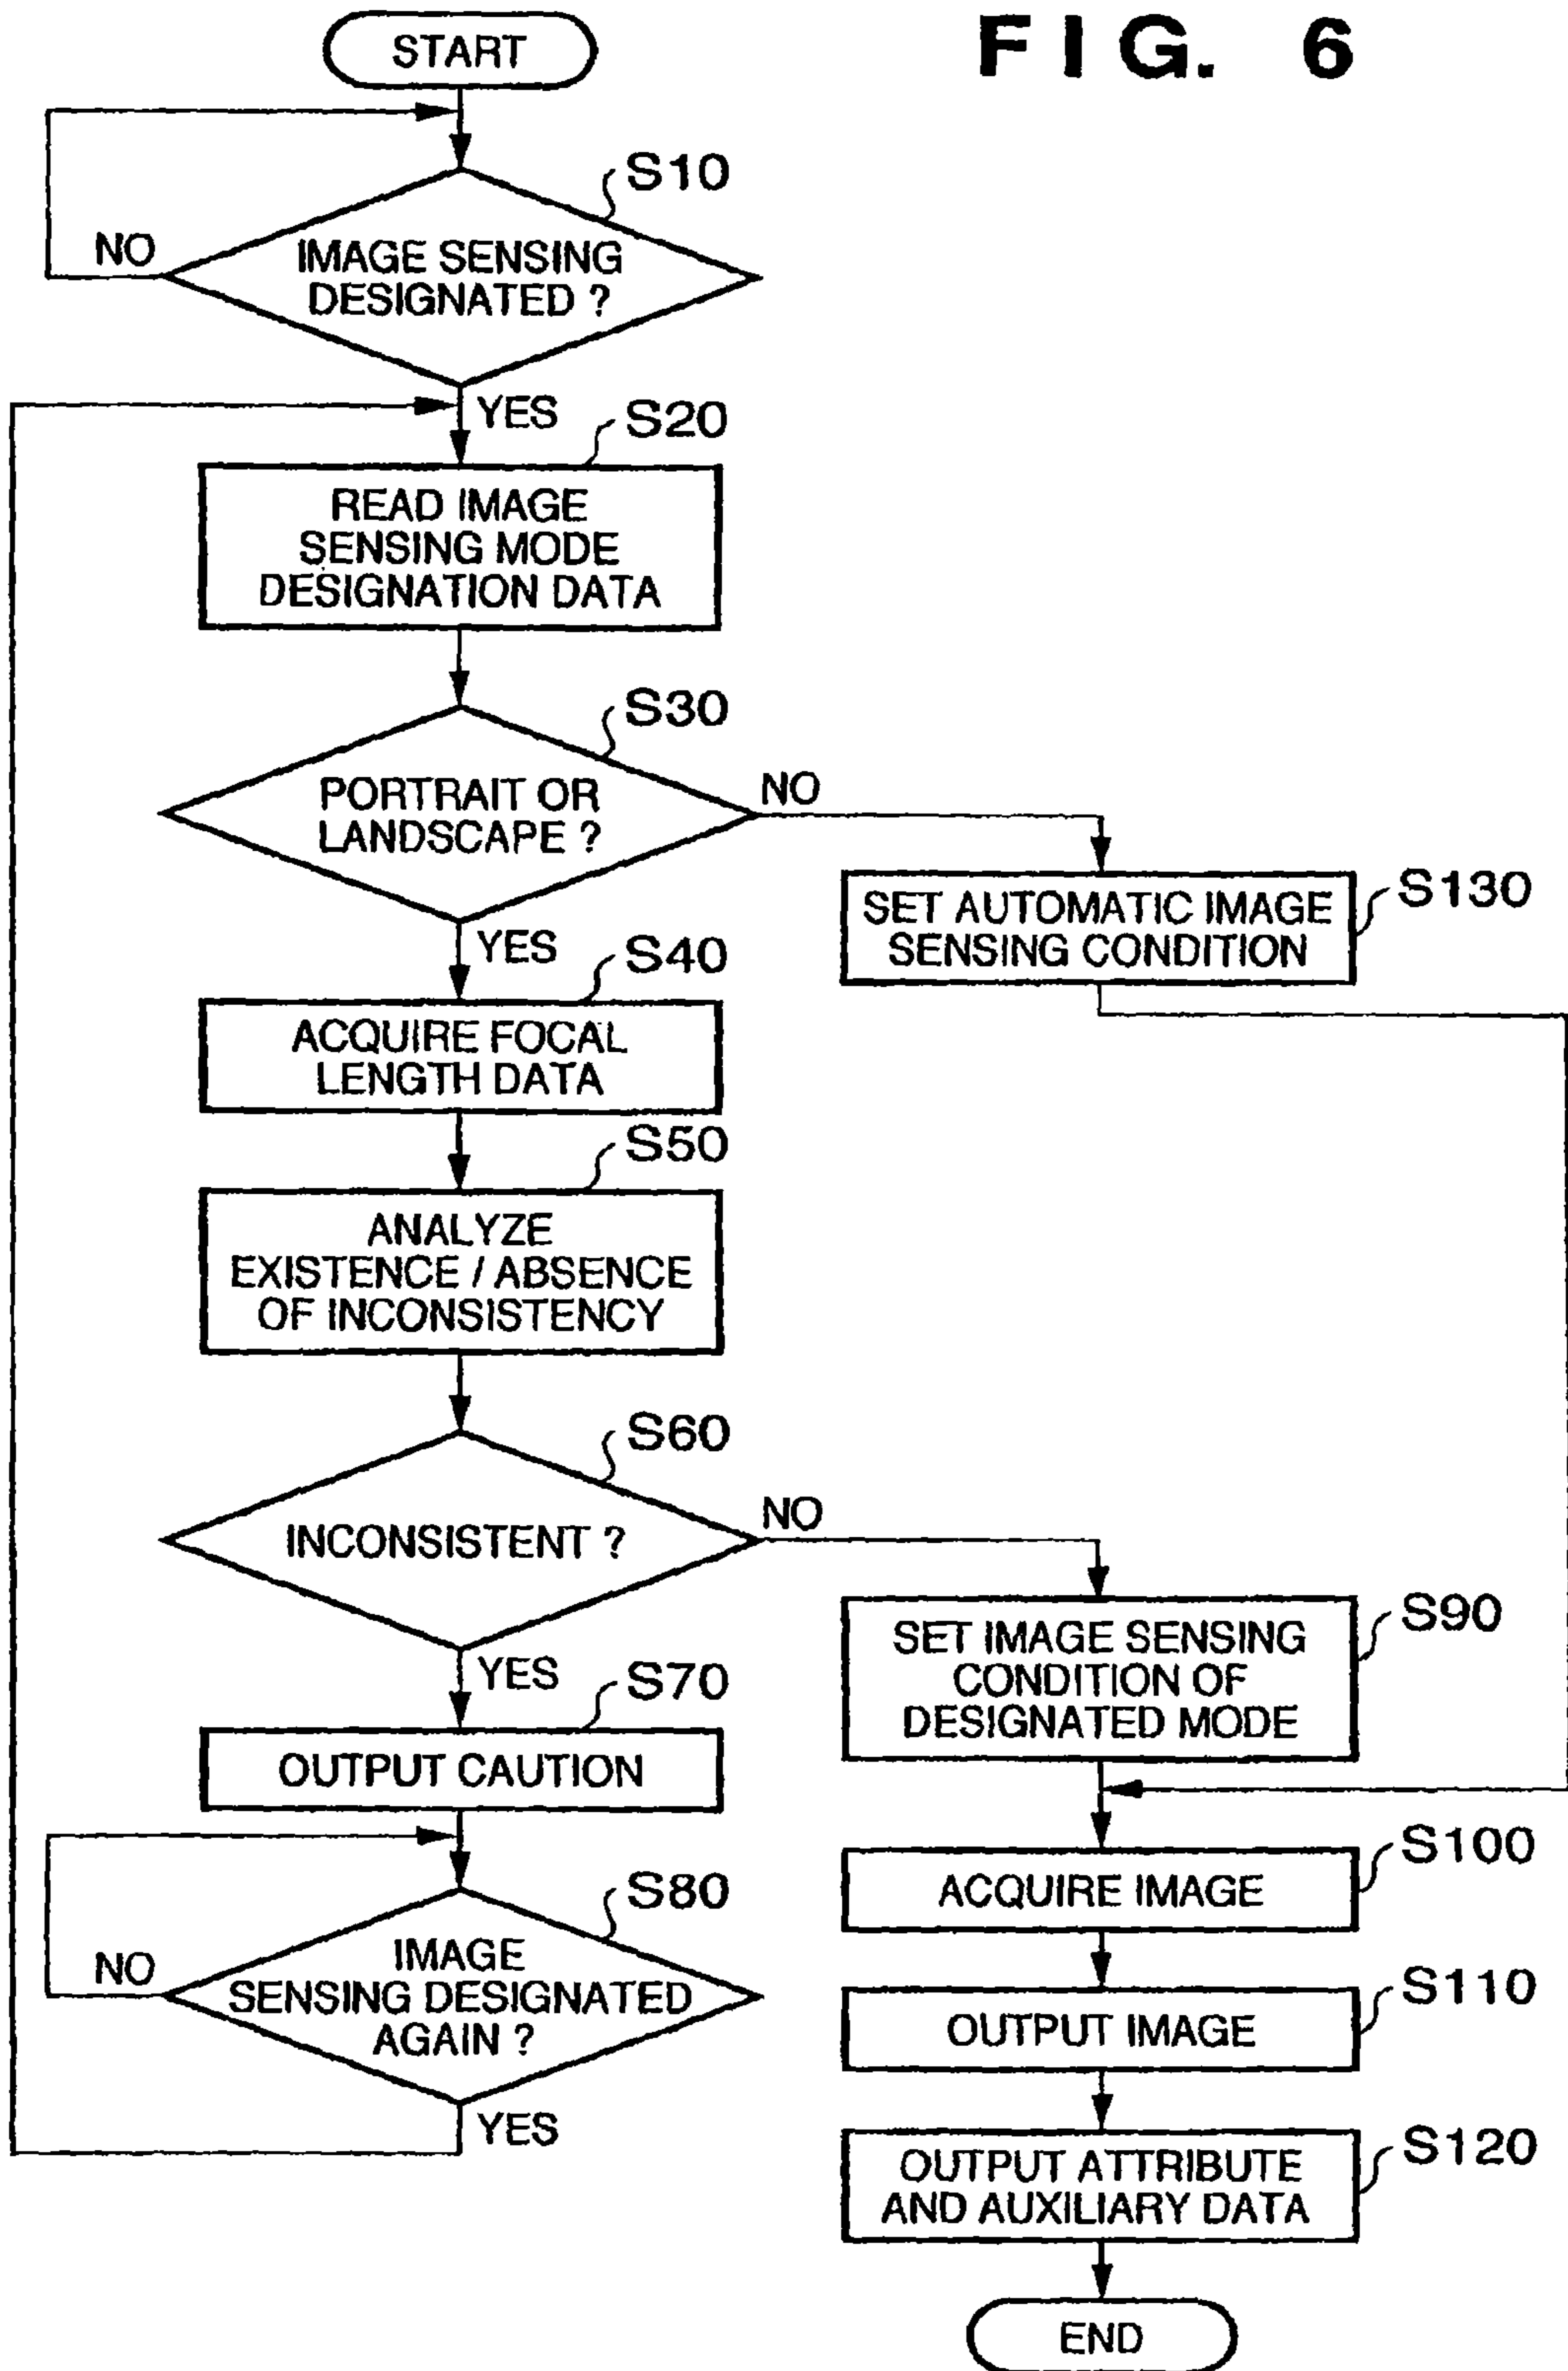 FIG. 6
START
S10
NO
IMAGE SENSING
DESIGNATED ?
YES
S20
READ IMAGE
SENSING MODE
DESIGNATION DATA
S30
PORTRAIT OR
LANDSCAPE ?
NO
YES
S130
SET AUTOMATIC IMAGE
SENSING CONDITION
S40
ACQUIRE FOCAL
LENGTH DATA
S50
ANALYZE
EXISTENCE / ABSENCE
OF INCONSISTENCY
S60
INCONSISTENT ?
NO
YES
S90
SET IMAGE SENSING
CONDITION OF
DESIGNATED MODE
S70
OUTPUT CAUTION
S80
NO
IMAGE
SENSING DESIGNATED
AGAIN ?
YES
S100
ACQUIRE IMAGE
S110
OUTPUT IMAGE
S120
OUTPUT ATTRIBUTE
AND AUXILIARY DATA
END